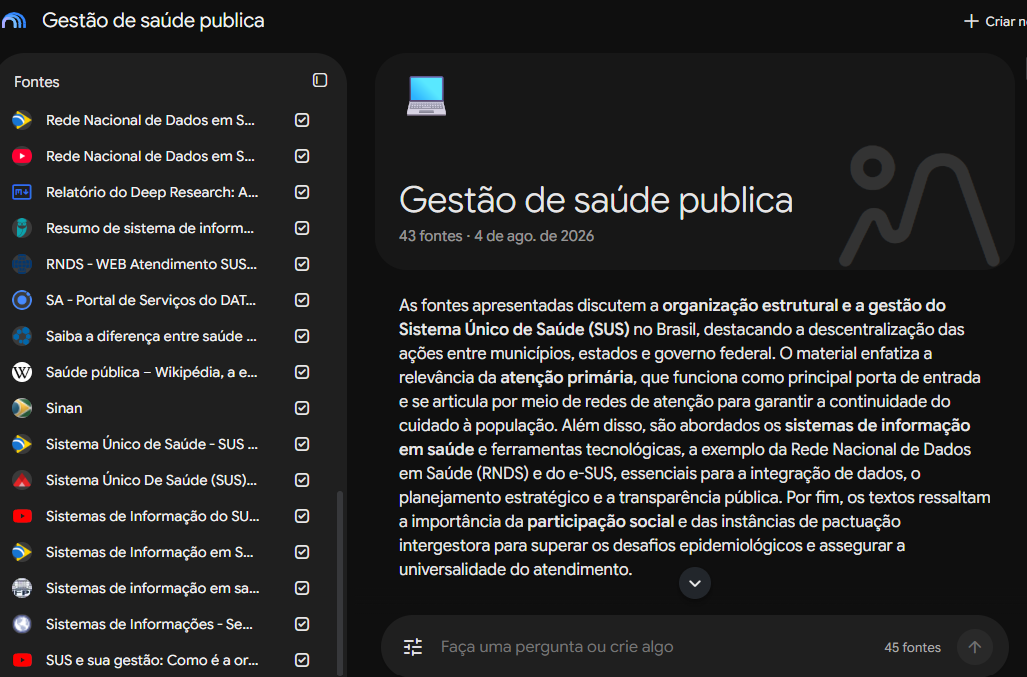 Gestão de saúde publica
Criar no
Fontes
Rede Nacional de Dados em S...
Rede Nacional de Dados em S...
Relatório do Deep Research: A...
Resumo de sistema de inform...
RNDS - WEB Atendimento SUS...
SA - Portal de Serviços do DAT...
Saiba a diferença entre saúde ...
Saúde pública – Wikipédia, a e...
Sinan
Sistema Único de Saúde - SUS ...
Sistema Único De Saúde (SUS)...
Sistemas de Informação do SU...
Sistemas de Informação em S...
Sistemas de informação em sa...
Sistemas de Informações - Se...
SUS e sua gestão: Como é a or...
Gestão de saúde publica
43 fontes · 4 de ago. de 2026
As fontes apresentadas discutem a organização estrutural e a gestão do
Sistema Único de Saúde (SUS) no Brasil, destacando a descentralização das
ações entre municípios, estados e governo federal. O material enfatiza a
relevância da atenção primária, que funciona como principal porta de entrada
e se articula por meio de redes de atenção para garantir a continuidade do
cuidado à população. Além disso, são abordados os sistemas de informação
em saúde e ferramentas tecnológicas, a exemplo da Rede Nacional de Dados
em Saúde (RNDS) e do e-SUS, essenciais para a integração de dados, o
planejamento estratégico e a transparência pública. Por fim, os textos ressaltam
a importância da participação social e das instâncias de pactuação
intergestora para superar os desafios epidemiológicos e assegurar a
universalidade do atendimento.
Faça uma pergunta ou crie algo
45 fontes